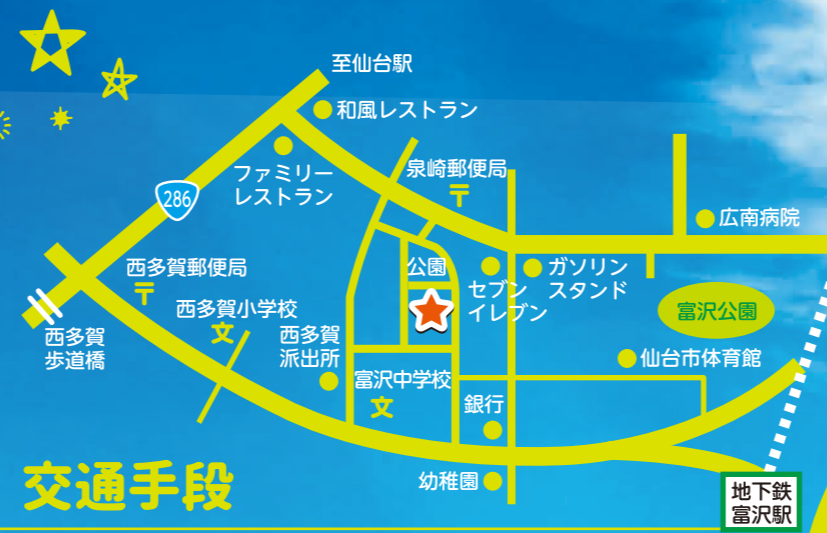 至仙台駅
和風レストラン
ファミリー
レストラン
泉崎郵便局
286
広南病院
西多賀郵便局
公園
セブン
イレブン
ガソリン
スタンド
富沢公園
西多賀小学校
文
西多賀
歩道橋
西多賀
派出所
仙台市体育館
富沢中学校
文
銀行
交通手段
幼稚園
地下鉄
富沢駅